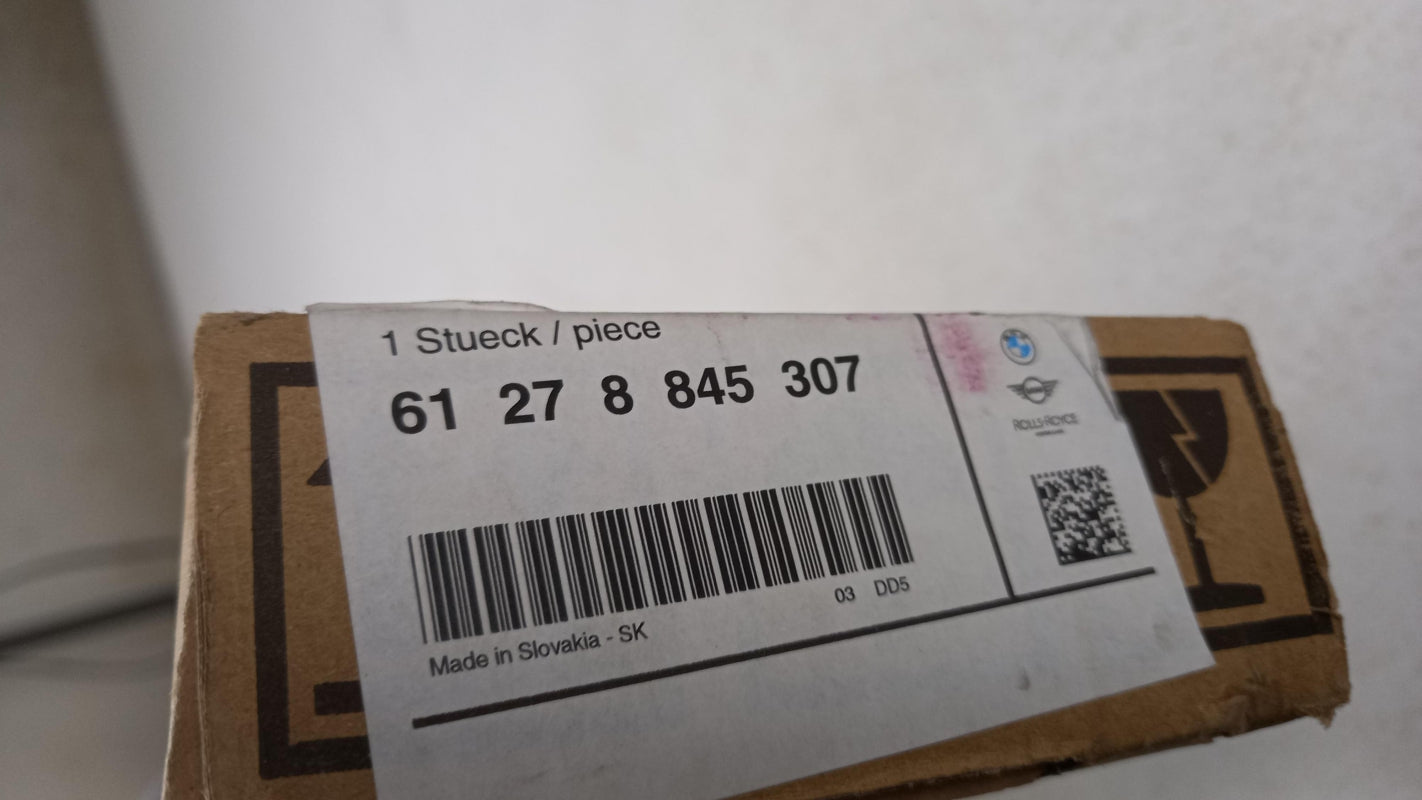 1 Stueck / piece
61 27 8 845 307
ROLLS-ROYCE
03 DD5
Made in Slovakia - SK